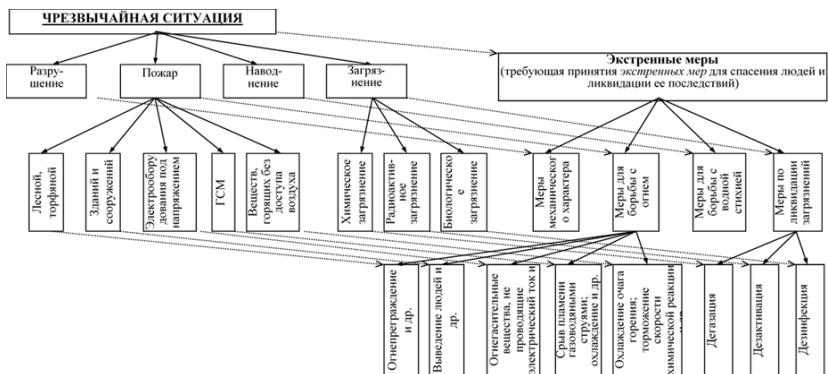 ЧРЕЗВЫЧАЙНАЯ СИТУАЦИЯ
Экстренные меры
(требующая принятия экстренных мер для спасения людей и
ликвидации ее последствий)
Разру-
шение
Пожар
Навод-
нение
Загряз-
нение
Лесной,
торфяной
Зданий и
сооружений
Электрообору
дования под
напряжением
ГСМ
Веществ,
горящих без
доступа
воздуха
Химическое
загрязнение
Радиоактив-
ное
загрязнение
Биологическо
е
загрязнение
Меры
механическог
о характера
Меры для
борьбы с
огнем
Меры для
борьбы с
водной
стихией
Меры по
ликвидации
загрязнений
Огнепреграждение
и др.
Выведение людей и
др.
Огнегасительные
вещества, не
проводящие
электрический ток и
Срыв пламени
газоводяными
струями;
охлаждение и др.
Охлаждение очага
горения;
торможение
скорости
химической реакции
Дегазация
Дезактивация
Дезинфекция